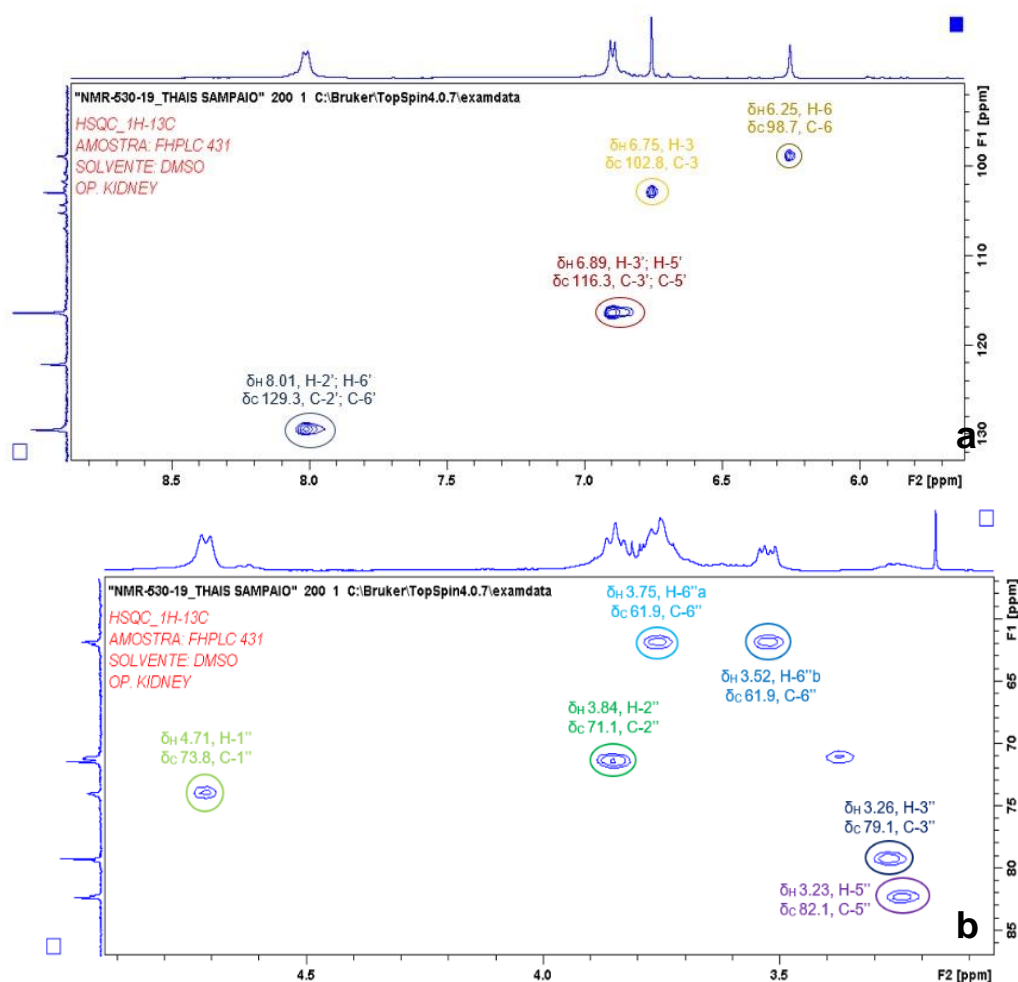 "NMR-530-19_THAIS SAMPAIO" 200 1 C:\Bruker\TopSpin4.0.7\examdata
HSQC_1H-13C
AMOSTRA: FHPLC 431
SOLVENTE: DMSO
OP. KIDNEY
δH 6.25, H-6
δC 98.7, C-6
δH 6.75, H-3
δC 102.8, C-3
δH 6.89, H-3'; H-5'
δC 116.3, C-3'; C-5'
δH 8.01, H-2'; H-6'
δC 129.3, C-2'; C-6'
F1 [ppm]
100
110
120
130
a
8.5 8.0 7.5 7.0 6.5 6.0 F2 [ppm]
"NMR-530-19_THAIS SAMPAIO" 200 1 C:\Bruker\TopSpin4.0.7\examdata
HSQC_1H-13C
AMOSTRA: FHPLC 431
SOLVENTE: DMSO
OP. KIDNEY
δH 3.75, H-6''a
δC 61.9, C-6''
δH 3.52, H-6''b
δC 61.9, C-6''
δH 3.84, H-2''
δC 71.1, C-2''
δH 4.71, H-1''
δC 73.8, C-1''
δH 3.26, H-3''
δC 79.1, C-3''
δH 3.23, H-5''
δC 82.1, C-5''
F1 [ppm]
65
70
75
80
85
b
4.5 4.0 3.5 F2 [ppm]